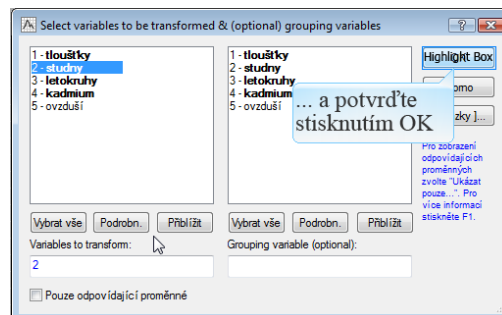 Select variables to be transformed & (optional) grouping variables
1 - tloušťky
2 - studny
3 - letokruhy
4 - kadmium
5 - ovzduší
1 - tloušťky
2 - studny
3 - letokruhy
4 - kadmium
5 - ovzduší
Highlight Box
... a potvrďte
stisknutím OK
Pro zobrazení
odpovídajících
proměnných
zvolte "Ukázat
pouze...". Pro
více informací
stiskněte F1.
Vybrat vše
Podrobn.
Přiblížit
Vybrat vše
Podrobn.
Přiblížit
Variables to transform:
Grouping variable (optional):
2
Pouze odpovídající proměnné